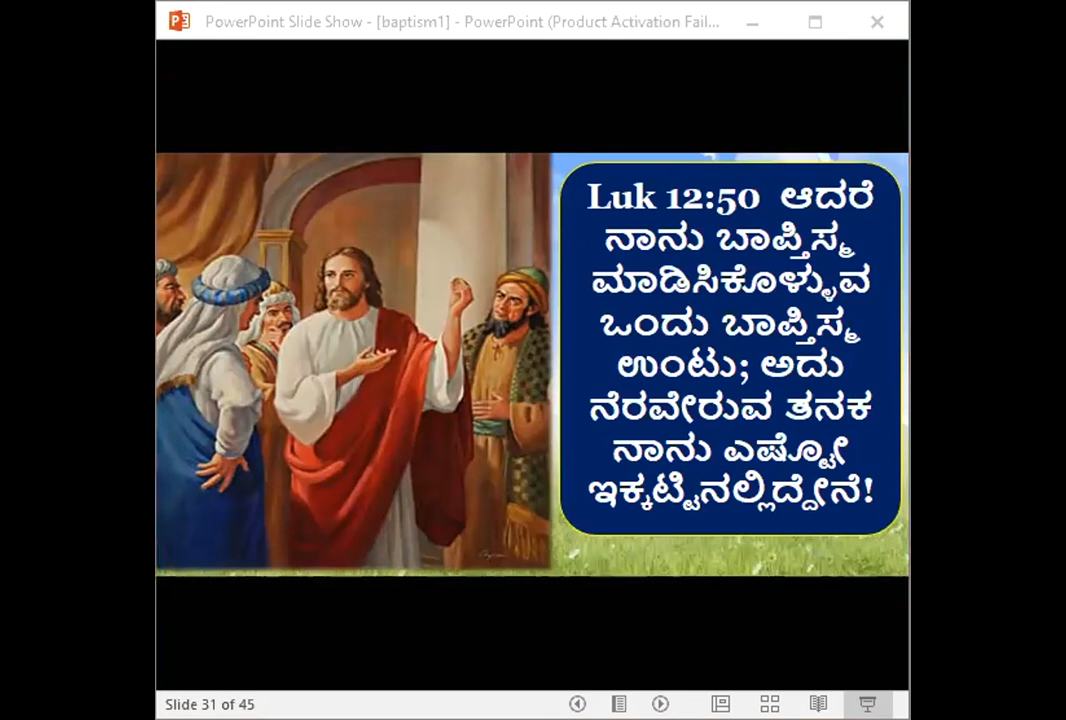 PowerPoint Slide Show - [baptism1] - PowerPoint (Product Activation Fail...
Luk 12:50 ಆದರೆ
ನಾನು ಬಾಪ್ತಿಸ್ಮ
ಮಾಡಿಸಿಕೊಳ್ಳುವ
ಒಂದು ಬಾಪ್ತಿಸ್ಮ
ಉಂಟು; ಅದು
ನೆರವೇರುವ ತನಕ
ನಾನು ಎಷ್ಟೋ
ಇಕ್ಕಟ್ಟಿನಲ್ಲಿದ್ದೇನೆ!
Slide 31 of 45